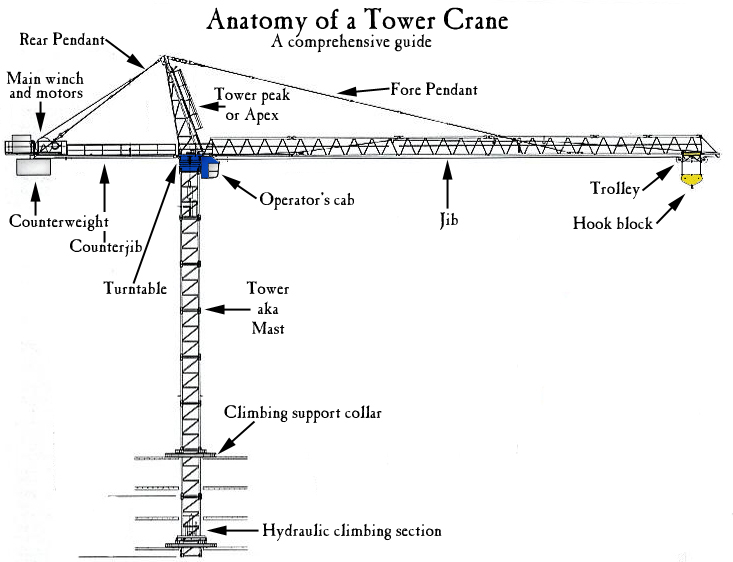 Anatomy of a Tower Crane
A comprehensive guide
Rear Pendant
Main winch
and motors
Tower peak
or Apex
Fore Pendant
Operator's cab
Trolley
Hook block
Jib
Counterweight
Counterjib
Turntable
Tower
aka
Mast
Climbing support collar
Hydraulic climbing section